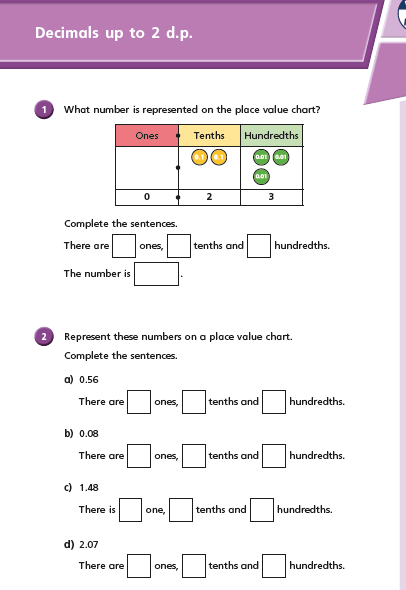 Decimals up to 2 d.p.
1 What number is represented on the place value chart?
Ones Tenths Hundredths
0.1 0.1 0.01 0.01
0.01
0 2 3
Complete the sentences.
There are ones, tenths and hundredths.
The number is .
2 Represent these numbers on a place value chart.
Complete the sentences.
a) 0.56
There are ones, tenths and hundredths.
b) 0.08
There are ones, tenths and hundredths.
c) 1.48
There is one, tenths and hundredths.
d) 2.07
There are ones, tenths and hundredths.